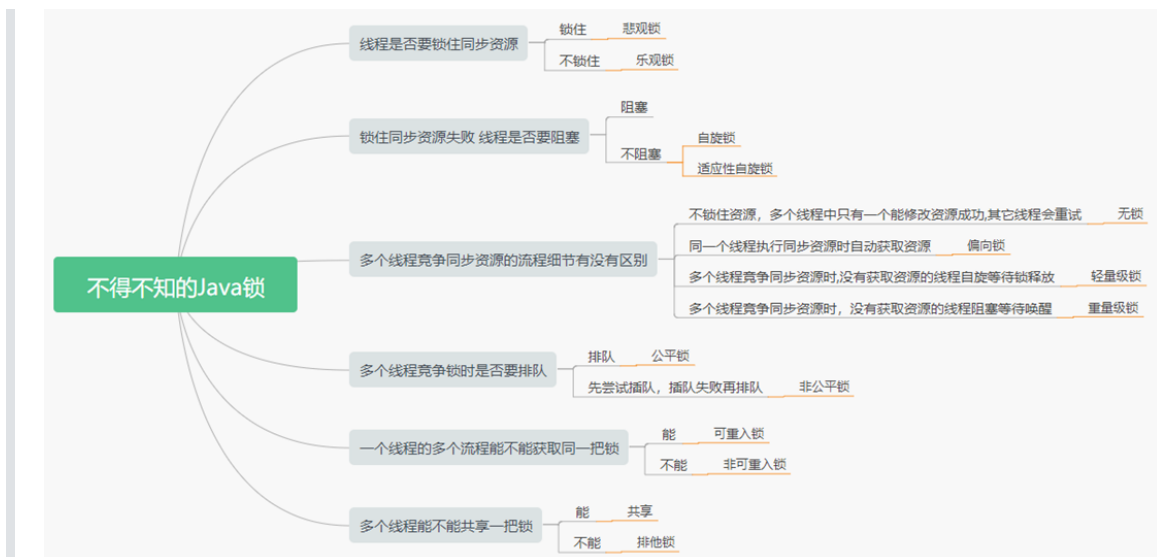 不得不知的Java锁
线程是否要锁住同步资源
锁住 悲观锁
不锁住 乐观锁
锁住同步资源失败 线程是否要阻塞
阻塞
不阻塞
自旋锁
适应性自旋锁
多个线程竞争同步资源的流程细节有没有区别
不锁住资源，多个线程中只有一个能修改资源成功,其它线程会重试 无锁
同一个线程执行同步资源时自动获取资源 偏向锁
多个线程竞争同步资源时,没有获取资源的线程自旋等待锁释放 轻量级锁
多个线程竞争同步资源时，没有获取资源的线程阻塞等待唤醒 重量级锁
多个线程竞争锁时是否要排队
排队 公平锁
先尝试插队，插队失败再排队 非公平锁
一个线程的多个流程能不能获取同一把锁
能 可重入锁
不能 非可重入锁
多个线程能不能共享一把锁
能 共享
不能 排他锁